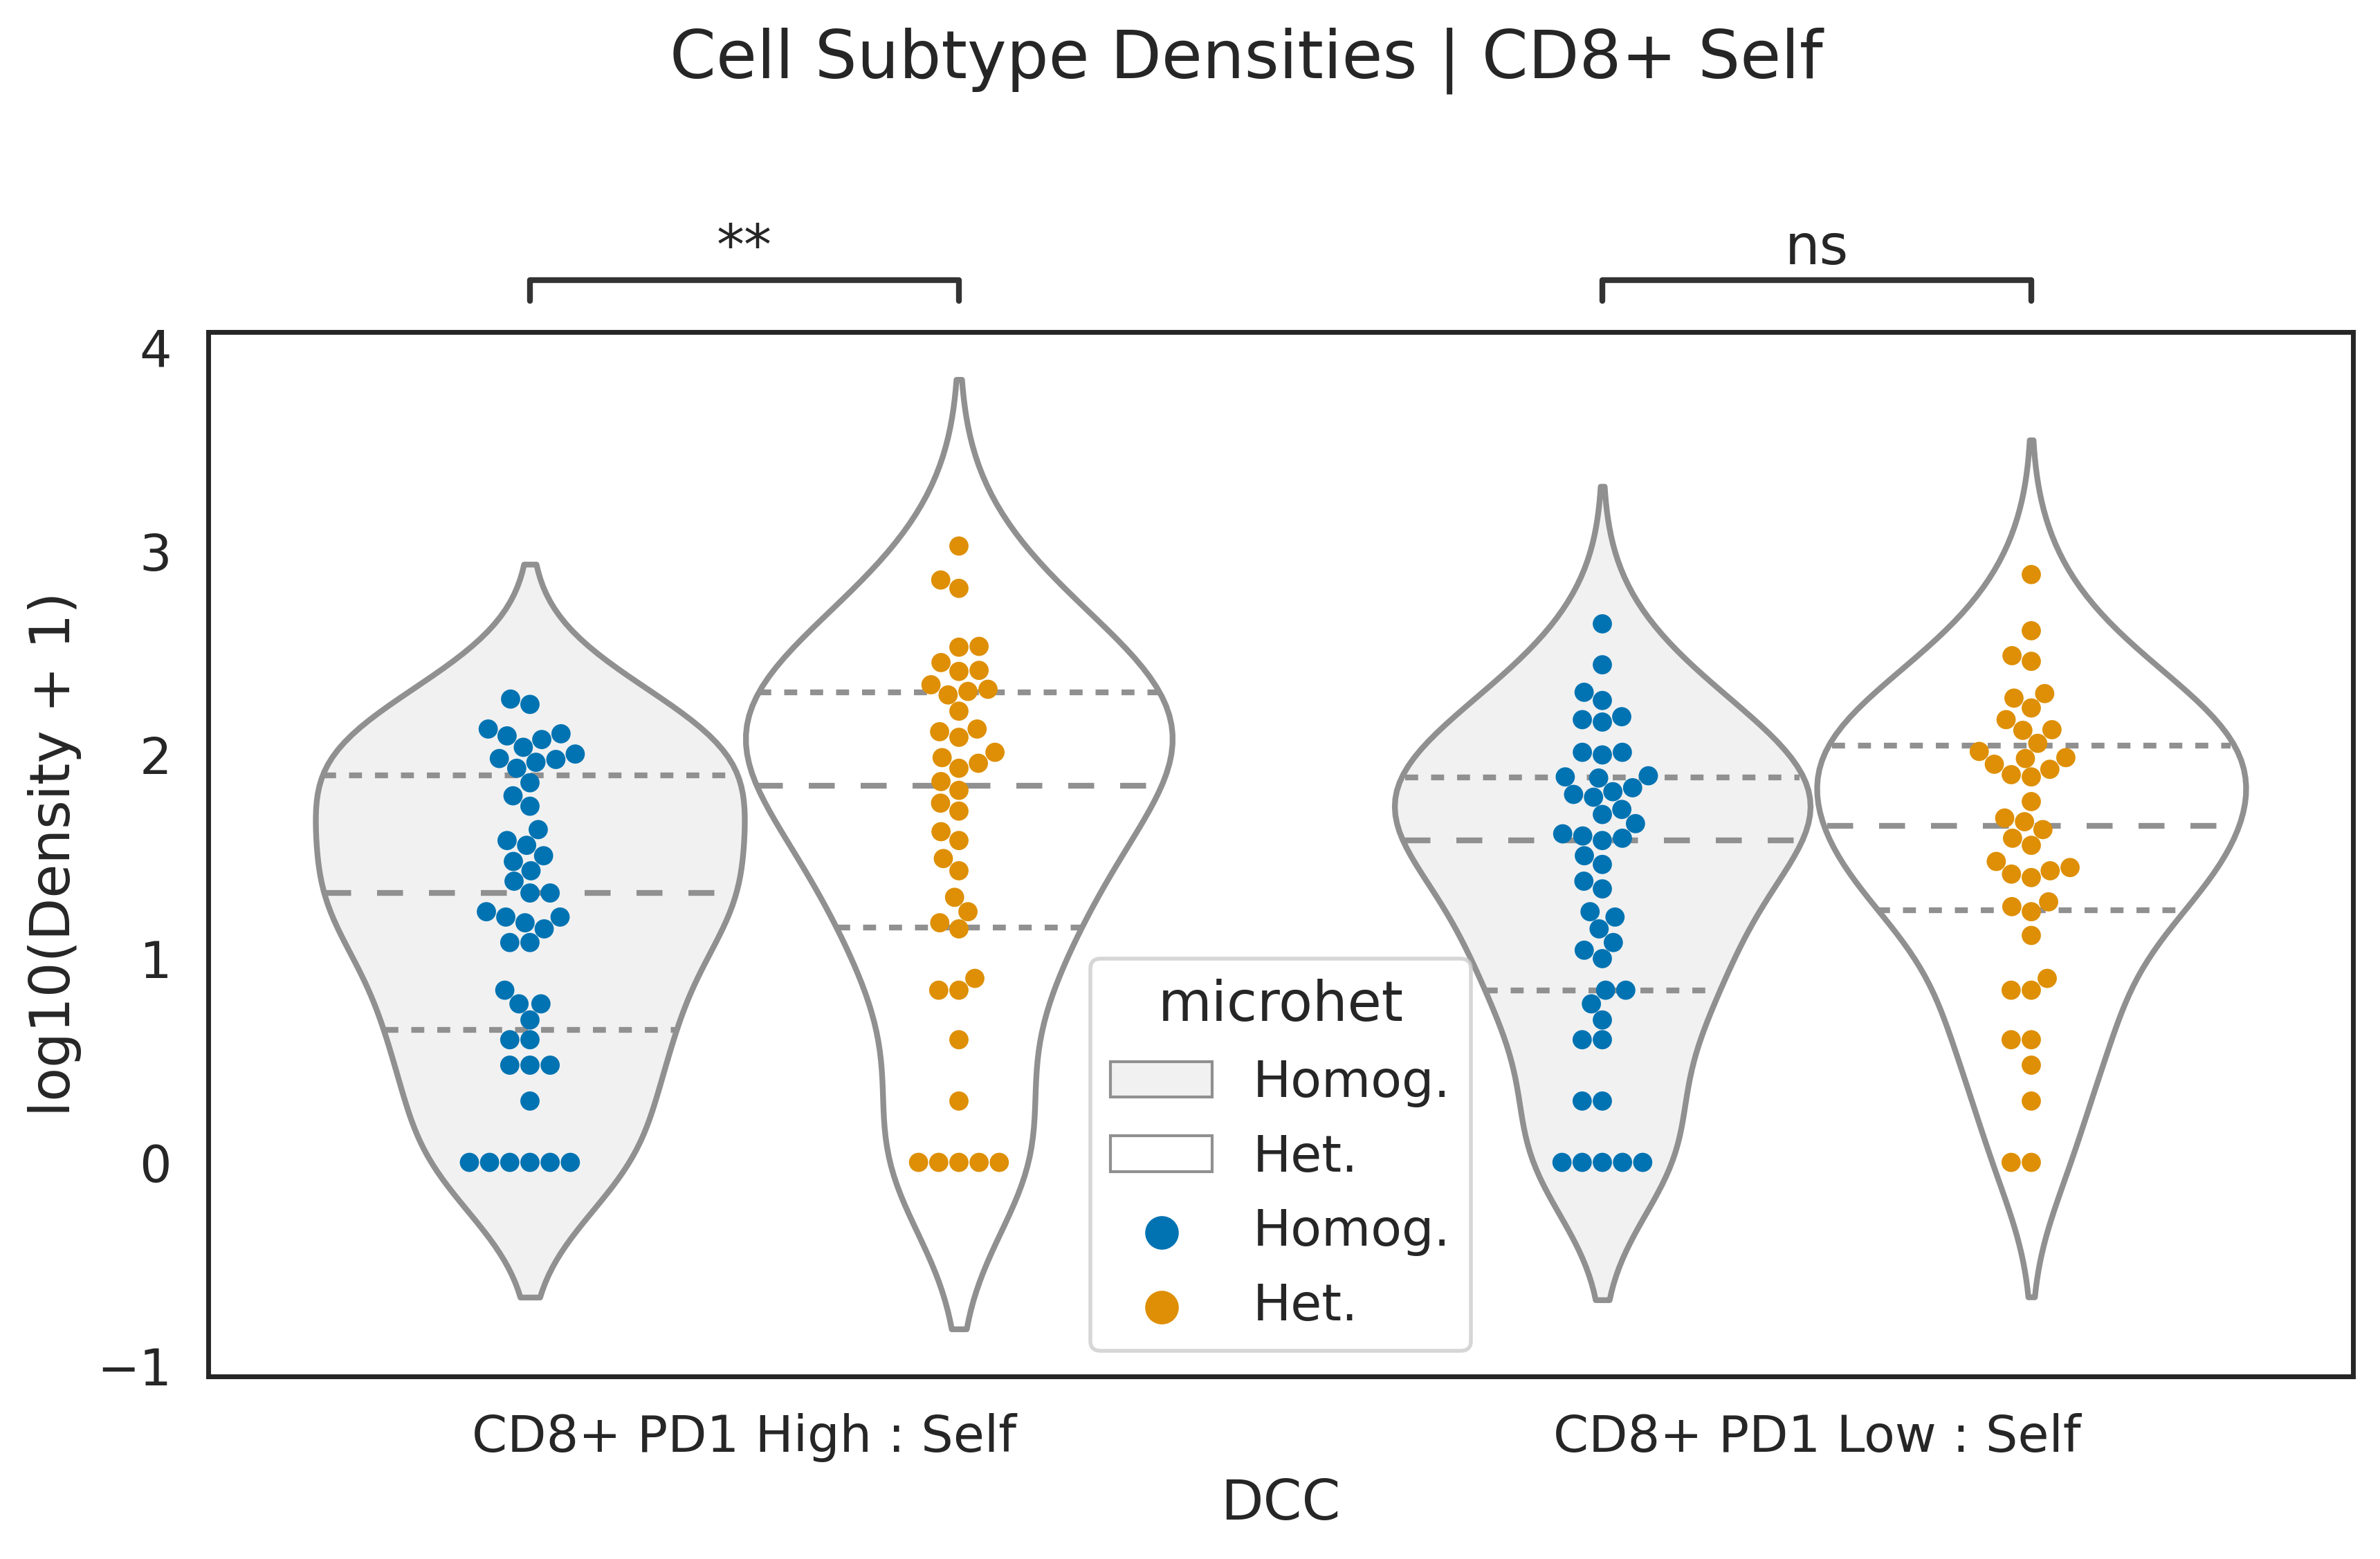 Cell Subtype Densities | CD8+ Self
**
ns
4
3
2
1
0
−1
log10(Density + 1)
microhet
Homog.
Het.
Homog.
Het.
CD8+ PD1 High : Self
CD8+ PD1 Low : Self
DCC